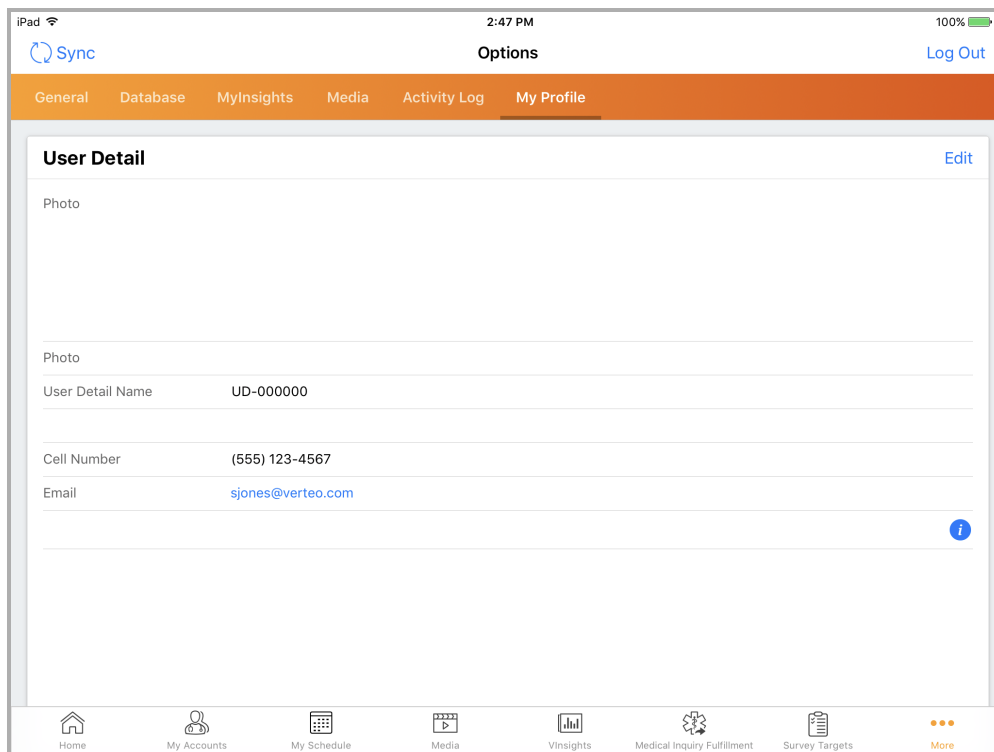 iPad 2:47 PM 100%
Sync Options Log Out
General Database MyInsights Media Activity Log My Profile
User Detail Edit
Photo
Photo
User Detail Name UD-000000
Cell Number (555) 123-4567
Email sjones@verteo.com
i
Home My Accounts My Schedule Media VInsights Medical Inquiry Fulfillment Survey Targets More